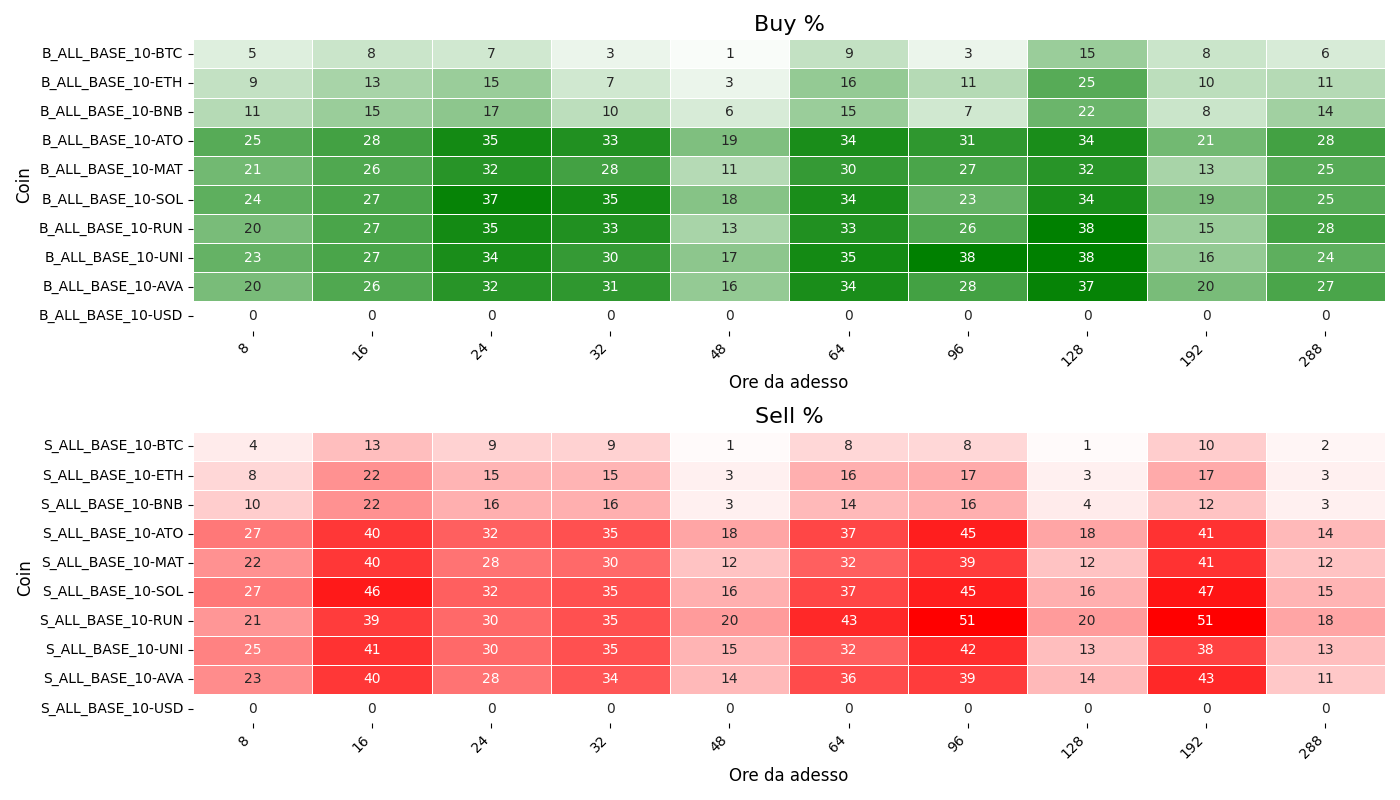 Buy %
Coin
B_ALL_BASE_10-BTC 5 8 7 3 1 9 3 15 8 6
B_ALL_BASE_10-ETH 9 13 15 7 3 16 11 25 10 11
B_ALL_BASE_10-BNB 11 15 17 10 6 15 7 22 8 14
B_ALL_BASE_10-ATO 25 28 35 33 19 34 31 34 21 28
B_ALL_BASE_10-MAT 21 26 32 28 11 30 27 32 13 25
B_ALL_BASE_10-SOL 24 27 37 35 18 34 23 34 19 25
B_ALL_BASE_10-RUN 20 27 35 33 13 33 26 38 15 28
B_ALL_BASE_10-UNI 23 27 34 30 17 35 38 38 16 24
B_ALL_BASE_10-AVA 20 26 32 31 16 34 28 37 20 27
B_ALL_BASE_10-USD 0 0 0 0 0 0 0 0 0 0
8 16 24 32 48 64 96 128 192 288
Ore da adesso
Sell %
Coin
S_ALL_BASE_10-BTC 4 13 9 9 1 8 8 1 10 2
S_ALL_BASE_10-ETH 8 22 15 15 3 16 17 3 17 3
S_ALL_BASE_10-BNB 10 22 16 16 3 14 16 4 12 3
S_ALL_BASE_10-ATO 27 40 32 35 18 37 45 18 41 14
S_ALL_BASE_10-MAT 22 40 28 30 12 32 39 12 41 12
S_ALL_BASE_10-SOL 27 46 32 35 16 37 45 16 47 15
S_ALL_BASE_10-RUN 21 39 30 35 20 43 51 20 51 18
S_ALL_BASE_10-UNI 25 41 30 35 15 32 42 13 38 13
S_ALL_BASE_10-AVA 23 40 28 34 14 36 39 14 43 11
S_ALL_BASE_10-USD 0 0 0 0 0 0 0 0 0 0
8 16 24 32 48 64 96 128 192 288
Ore da adesso